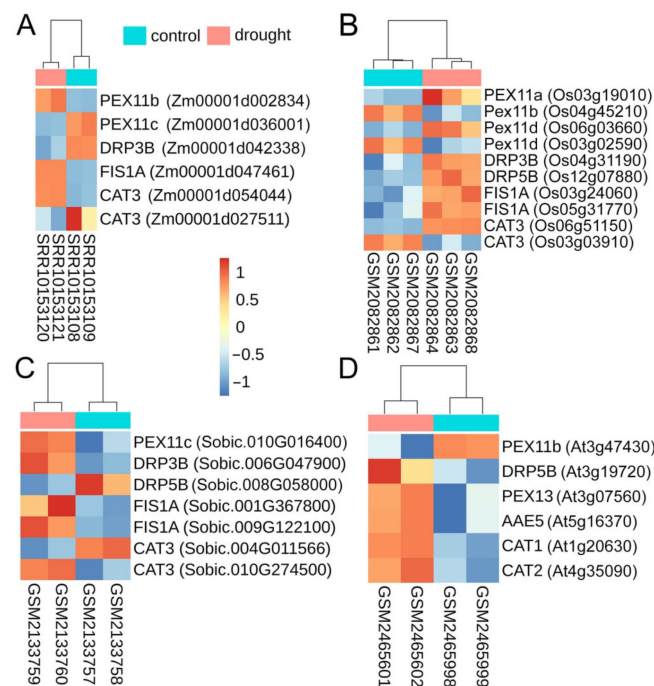 A
control
drought
B
PEX11b (Zm00001d002834)
PEX11c (Zm00001d036001)
DRP3B (Zm00001d042338)
FIS1A (Zm00001d047461)
CAT3 (Zm00001d054044)
CAT3 (Zm00001d027511)
SRR10153120
SRR10153121
SRR10153108
SRR10153109
PEX11a (Os03g19010)
Pex11b (Os04g45210)
Pex11d (Os06g03660)
Pex11d (Os03g02590)
DRP3B (Os04g31190)
DRP5B (Os12g07880)
FIS1A (Os03g24060)
FIS1A (Os05g31770)
CAT3 (Os06g51150)
CAT3 (Os03g03910)
GSM2082861
GSM2082862
GSM2082867
GSM2082864
GSM2082863
GSM2082868
1
0.5
0
−0.5
−1
C
PEX11c (Sobic.010G016400)
DRP3B (Sobic.006G047900)
DRP5B (Sobic.008G058000)
FIS1A (Sobic.001G367800)
FIS1A (Sobic.009G122100)
CAT3 (Sobic.004G011566)
CAT3 (Sobic.010G274500)
GSM2133759
GSM2133760
GSM2133757
GSM2133758
D
PEX11b (At3g47430)
DRP5B (At3g19720)
PEX13 (At3g07560)
AAE5 (At5g16370)
CAT1 (At1g20630)
CAT2 (At4g35090)
GSM2465601
GSM2465602
GSM2465998
GSM2465999